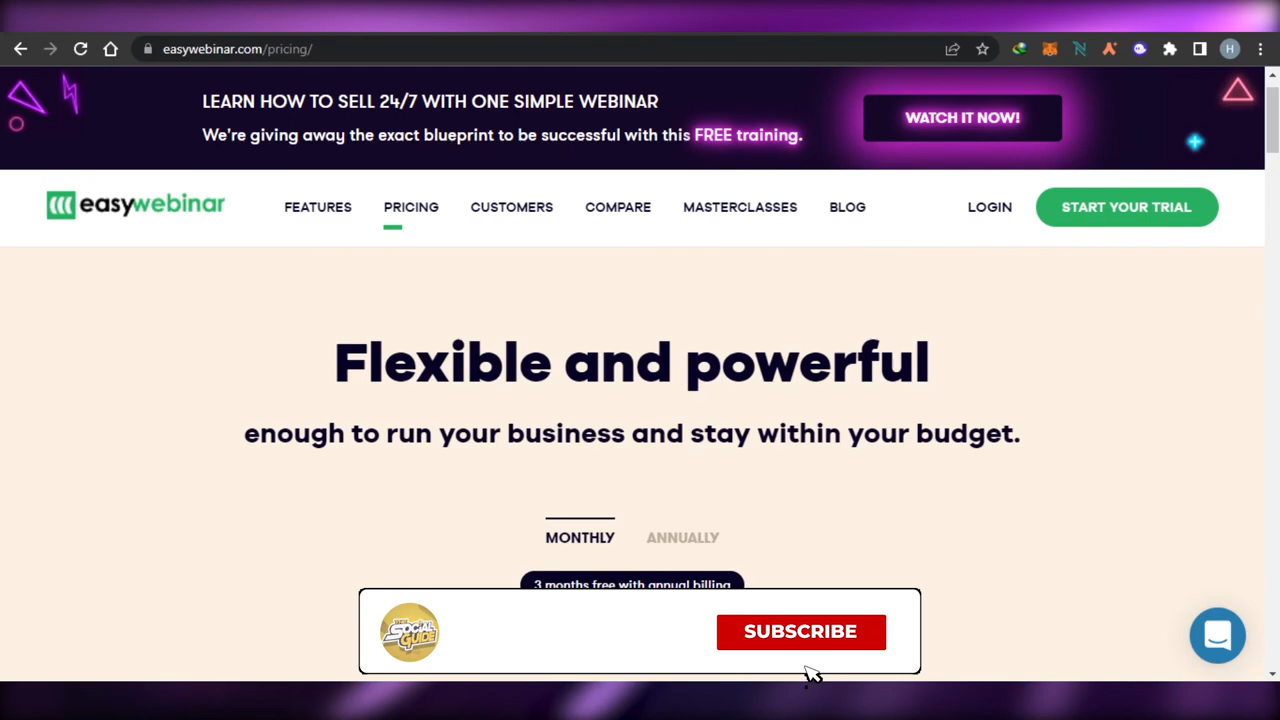 easywebinar.com/pricing/
H
LEARN HOW TO SELL 24/7 WITH ONE SIMPLE WEBINAR
We're giving away the exact blueprint to be successful with this FREE training.
WATCH IT NOW!
easywebinar
FEATURES
PRICING
CUSTOMERS
COMPARE
MASTERCLASSES
BLOG
LOGIN
START YOUR TRIAL
Flexible and powerful
enough to run your business and stay within your budget.
MONTHLY
ANNUALLY
3 months free with annual billing
THE
SOCIAL
GUIDE
SUBSCRIBE